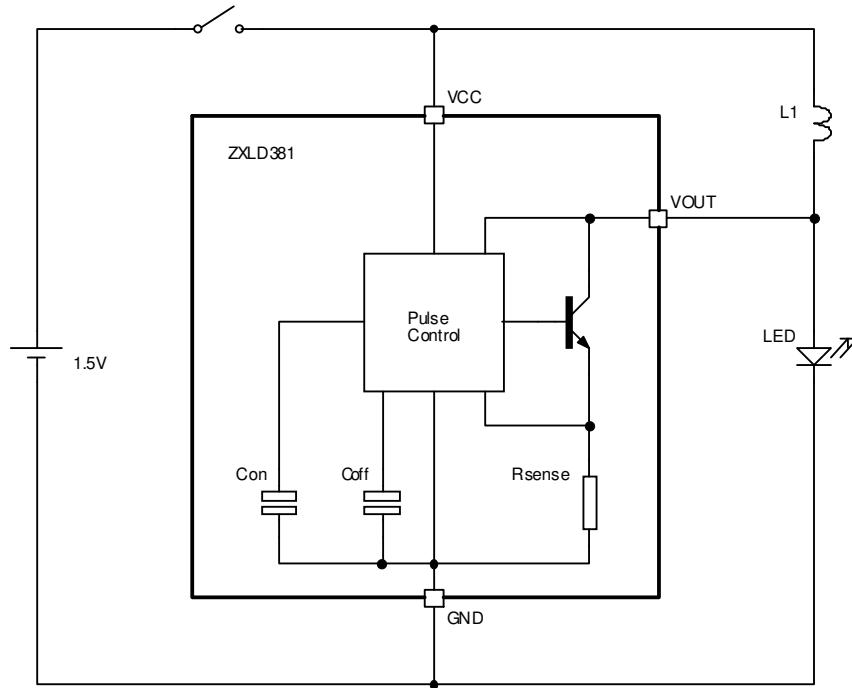 VCC
L1
ZXLD381
VOUT
Pulse
Control
LED
1.5V
Con
Coff
Rsense
GND